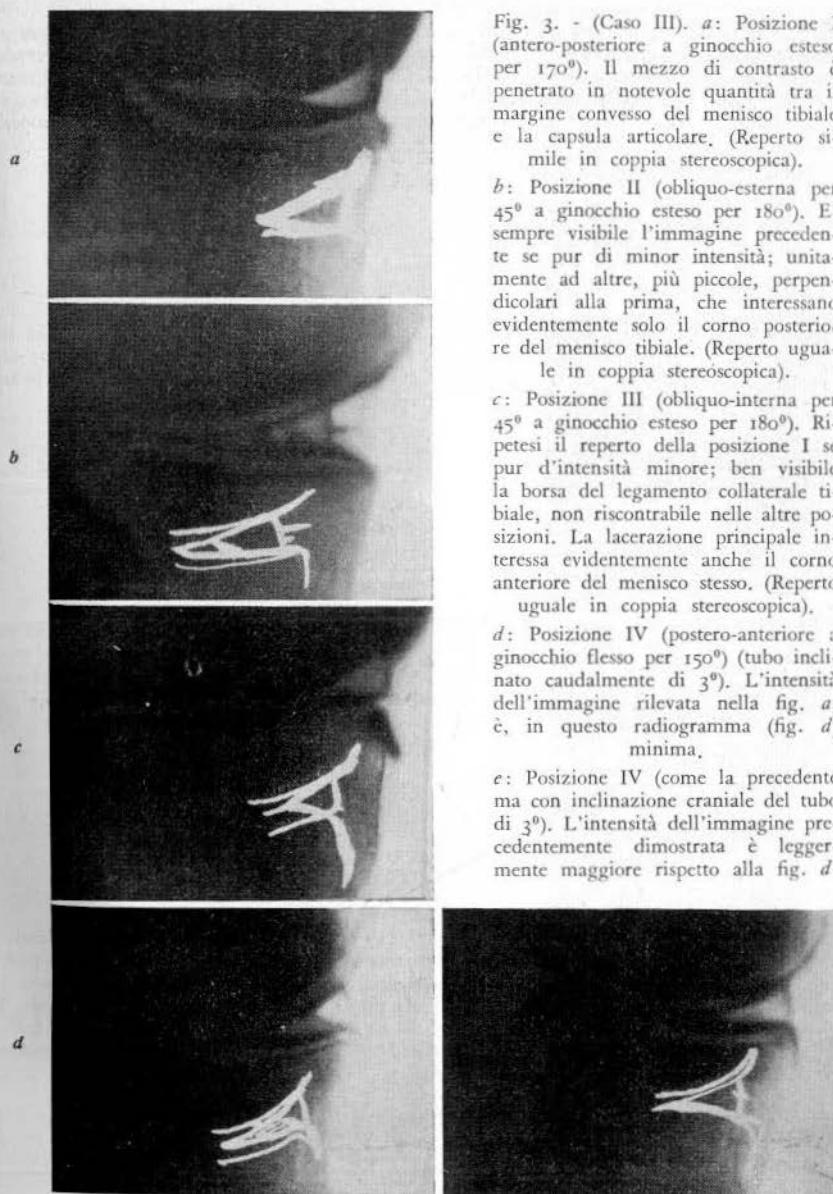 Fig. 3. - (Caso III). a: Posizione
(antero-posteriore a ginocchio esteso
per 170°). Il mezzo di contrasto è
penetrato in notevole quantità tra i
margine convesso del menisco tibiale
e la capsula articolare. (Reperto si-
mile in coppia stereoscopica).
b: Posizione II (obliquo-esterna per
45° a ginocchio esteso per 180°). E'
sempre visibile l'immagine preceden-
te se pur di minor intensità; unita-
mente ad altre, più piccole, perpen-
dicolari alla prima, che interessano
evidentemente solo il corno posterio-
re del menisco tibiale. (Reperto ugua-
le in coppia stereoscopica).
c: Posizione III (obliquo-interna per
45° a ginocchio esteso per 180°). Ri-
petesi il reperto della posizione I se
pur d'intensità minore; ben visibile
la borsa del legamento collaterale ti-
biale, non riscontrabile nelle altre po-
sizioni. La lacerazione principale in-
teressa evidentemente anche il corno
anteriore del menisco stesso. (Reperto
uguale in coppia stereoscopica).
d: Posizione IV (postero-anteriore a
ginocchio flesso per 150°) (tubo incli-
nato caudalmente di 3°). L'intensità
dell'immagine rilevata nella fig. a,
è, in questo radiogramma (fig. d)
minima.
e: Posizione IV (come la precedente
ma con inclinazione craniale del tubo
di 3°). L'intensità dell'immagine pre-
cedentemente dimostrata è legger-
mente maggiore rispetto alla fig. d
a
b
c
d